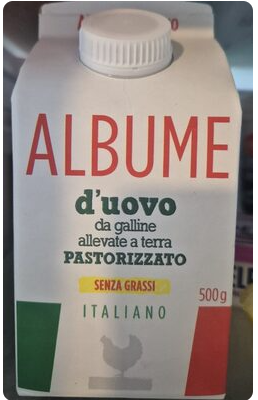 ALBUME
d'uovo
da galline
allevate a terra
PASTORIZZATO
SENZA GRASSI
500g
ITALIANO